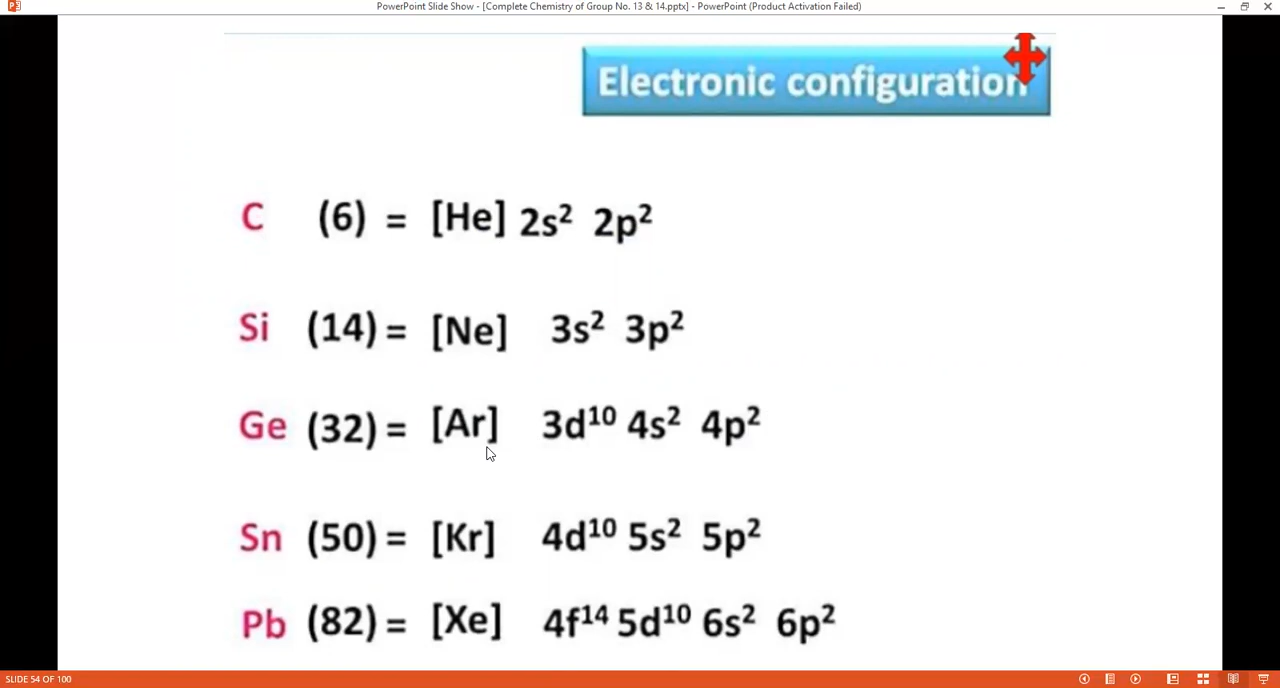 PowerPoint Slide Show - [Complete Chemistry of Group No. 13 & 14.pptx] - PowerPoint (Product Activation Failed)
Electronic configuration
C (6) = [He] 2s² 2p²
Si (14) = [Ne] 3s² 3p²
Ge (32) = [Ar] 3d¹⁰ 4s² 4p²
Sn (50) = [Kr] 4d¹⁰ 5s² 5p²
Pb (82) = [Xe] 4f¹⁴ 5d¹⁰ 6s² 6p²
SLIDE 54 OF 100